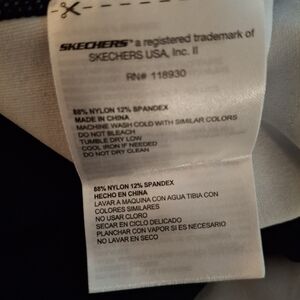 SKECHERS® a registered trademark of
SKECHERS USA, Inc. II
RN# 118930
88% NYLON 12% SPANDEX
MADE IN CHINA
MACHINE WASH COLD WITH SIMILAR COLORS
DO NOT BLEACH
TUMBLE DRY LOW
COOL IRON IF NEEDED
DO NOT DRY CLEAN
88% NYLON 12% SPANDEX
HECHO EN CHINA
LAVAR A MAQUINA CON AGUA TIBIA CON
COLORES SIMILARES
NO USAR CLORO
SECAR EN CICLO DELICADO
PLANCHAR CON VAPOR SI ES NECESARIO
NO LAVAR EN SECO